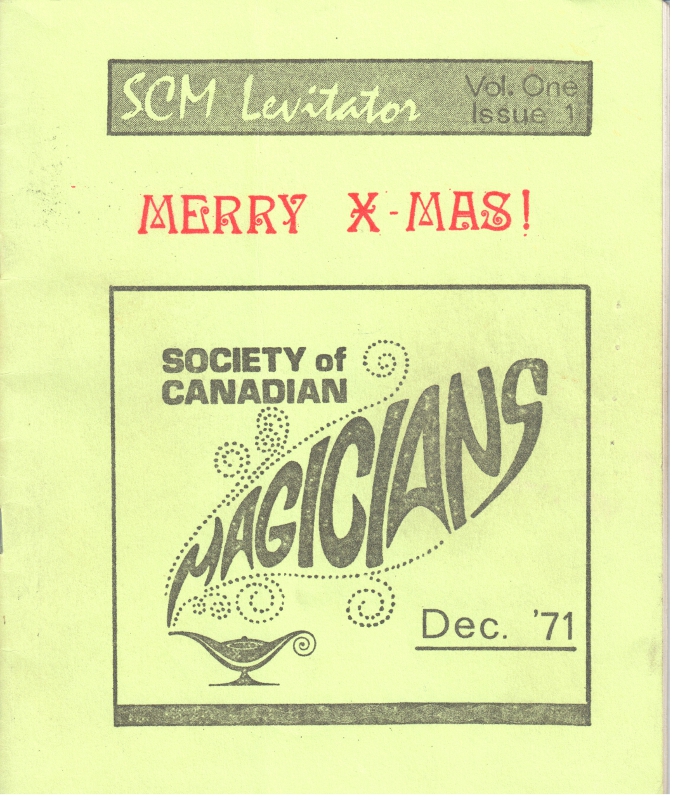 SCM Levitator
Vol. One
Issue 1
MERRY X-MAS!
SOCIETY of
CANADIAN
MAGICIANS
Dec. '71